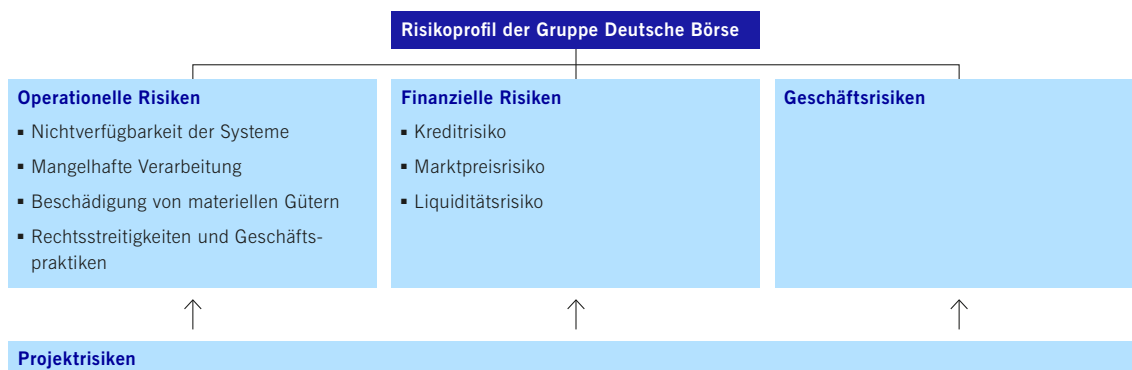 Risikoprofil der Gruppe Deutsche Börse
Operationelle Risiken
▪ Nichtverfügbarkeit der Systeme
▪ Mangelhafte Verarbeitung
▪ Beschädigung von materiellen Gütern
▪ Rechtsstreitigkeiten und Geschäfts-
praktiken
Finanzielle Risiken
▪ Kreditrisiko
▪ Marktpreisrisiko
▪ Liquiditätsrisiko
Geschäftsrisiken
Projektrisiken